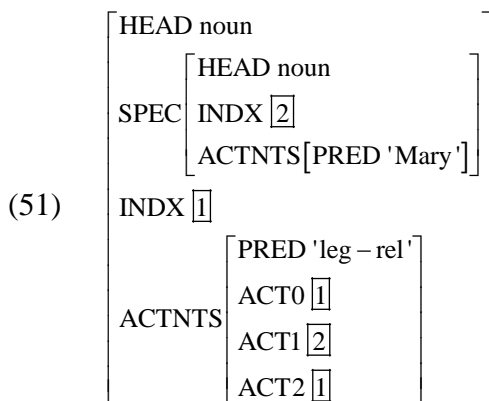 HEAD noun
HEAD noun
SPEC INDX 2
ACTNTS[PRED 'Mary']
(51) INDX 1
PRED 'leg – rel'
ACT0 1
ACTNTS
ACT1 2
ACT2 1